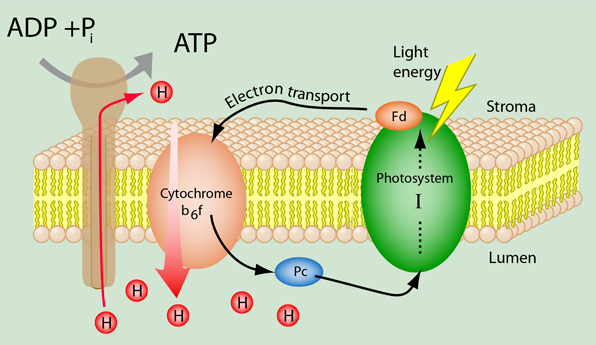 ADP +Pi
ATP
Light
energy
Electron transport
Fd
Stroma
H
Cytochrome
b6f
Photosystem
I
Pc
Lumen
H
H
H
H
H